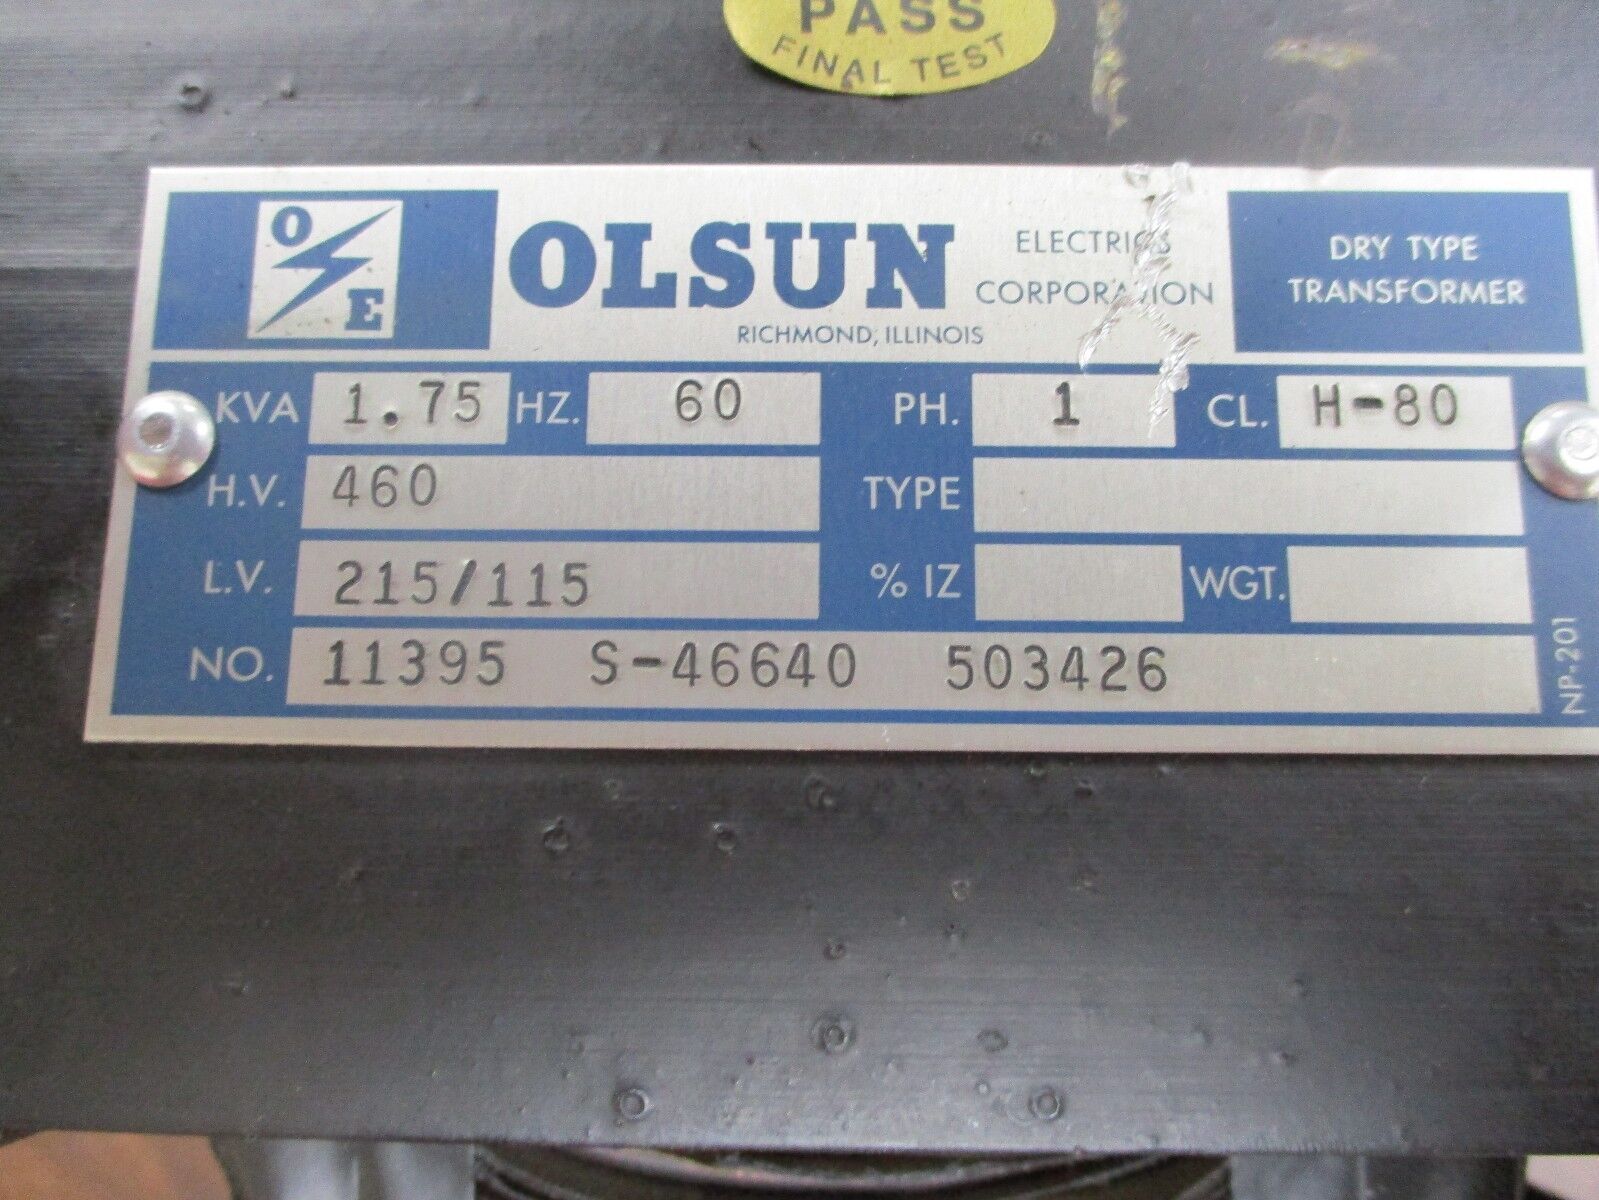 PASS
FINAL TEST
O
E
OLSUN
ELECTRICS
CORPORATION
RICHMOND, ILLINOIS
DRY TYPE
TRANSFORMER
KVA 1.75 HZ. 60 PH. 1 CL. H-80
H.V. 460 TYPE
L.V. 215/115 % IZ WGT.
NO. 11395 S-46640 503426
NP-201